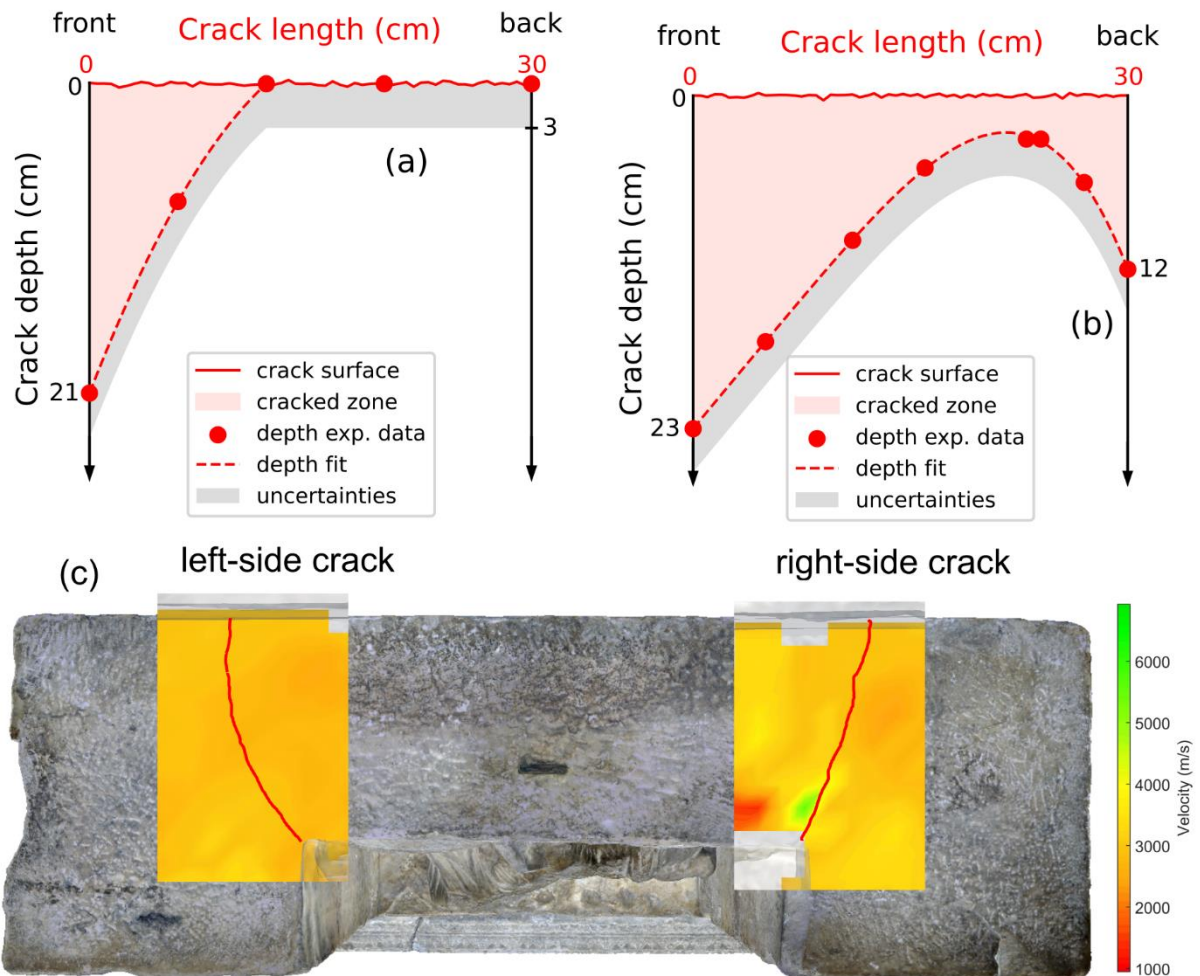 front
Crack length (cm)
back
0
30
0
3
(a)
Crack depth (cm)
21
crack surface
cracked zone
depth exp. data
depth fit
uncertainties
front
Crack length (cm)
back
0
30
0
12
(b)
Crack depth (cm)
23
crack surface
cracked zone
depth exp. data
depth fit
uncertainties
(c)
left-side crack
right-side crack
6000
5000
4000
3000
2000
1000
Velocity (m/s)